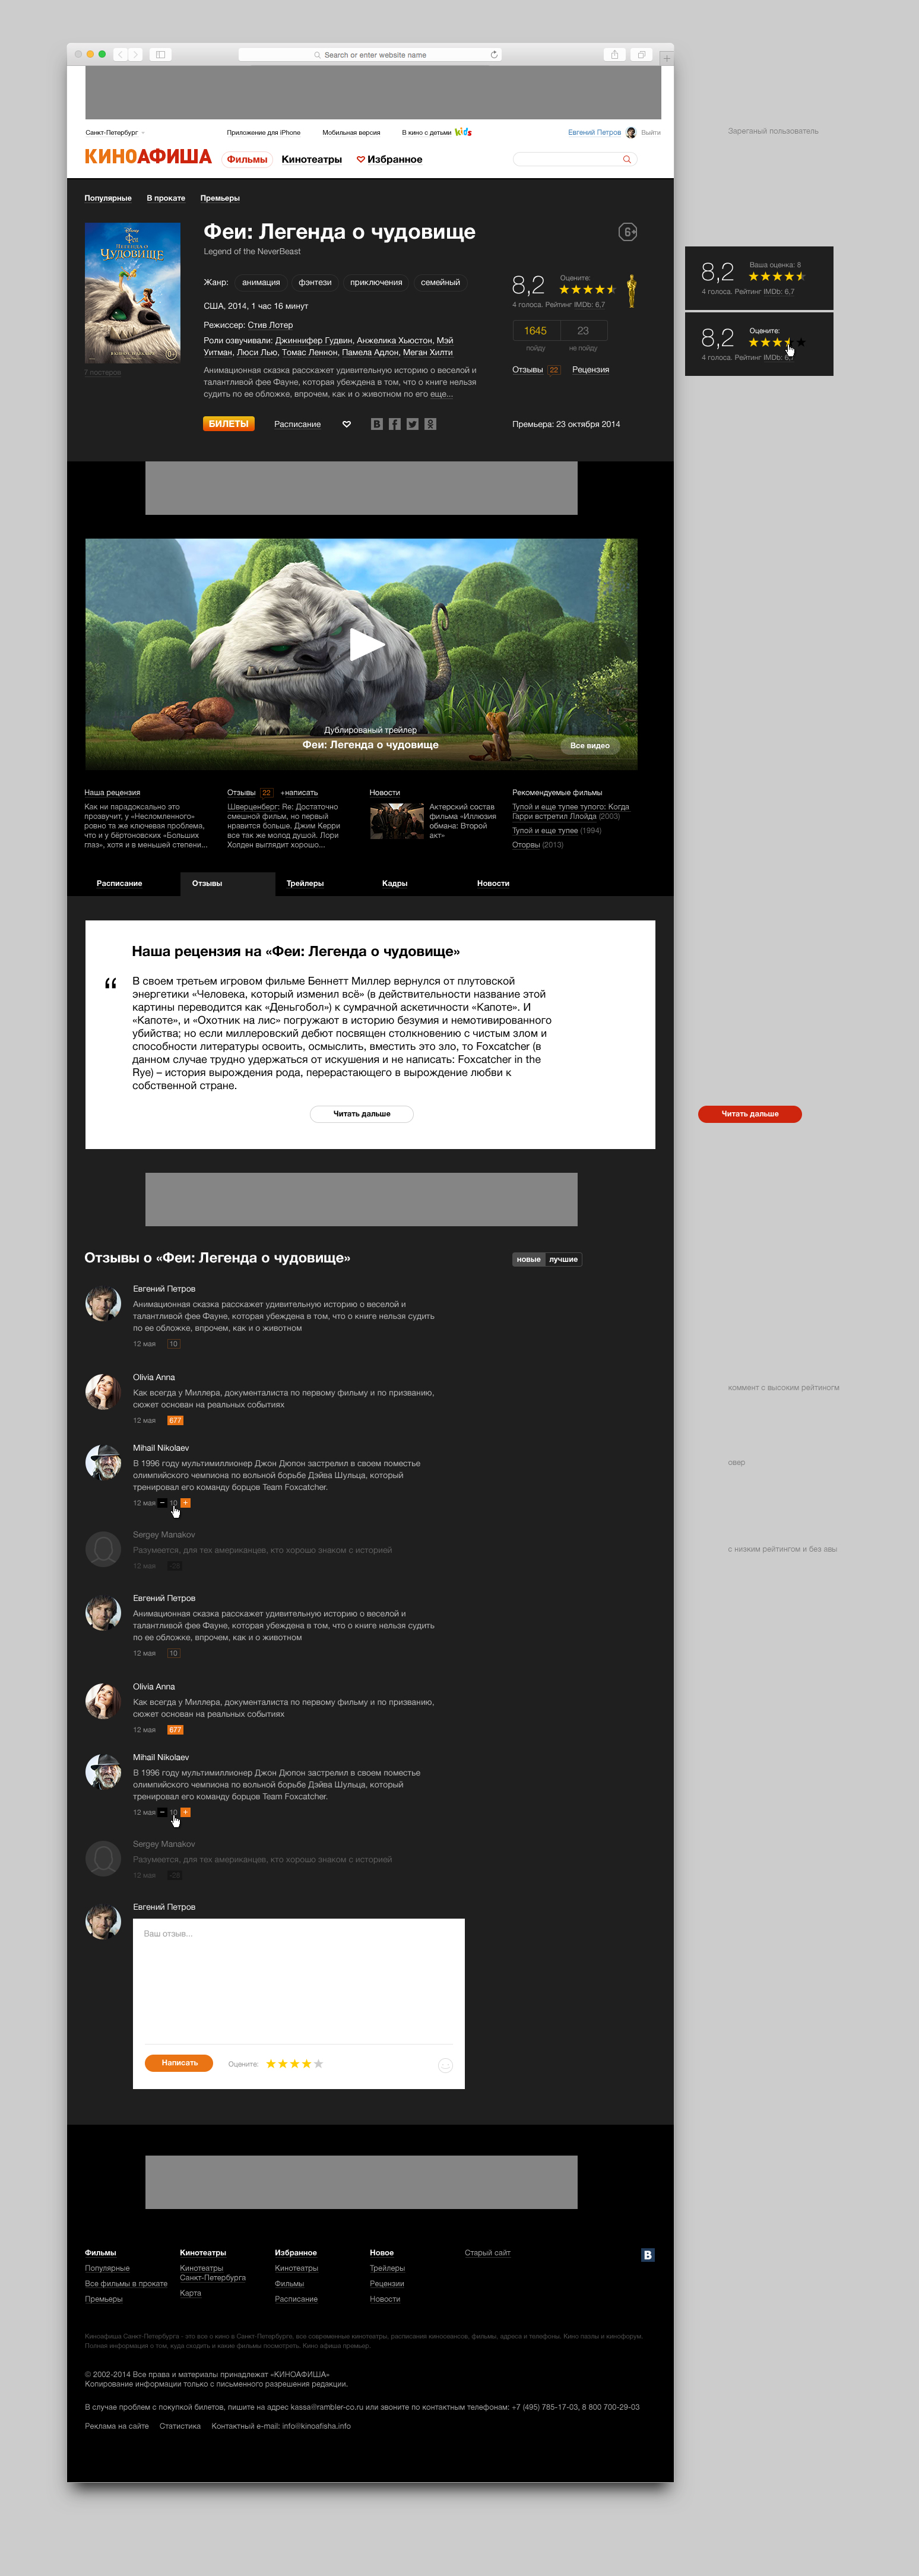 Search or enter website name
Санкт-Петербург
Приложение для iPhone
Мобильная версия
В кино с детьми kids
Евгений Петров
Выйти
Зареганый пользователь
КИНОАФИША
Фильмы
Кинотеатры
Избранное
Популярные
В прокате
Премьеры
Disney
Феи
ЛЕГЕНДА О
ЧУДОВИЩЕ
7 постеров
Феи: Легенда о чудовище
6+
Legend of the NeverBeast
Жанр: анимация фэнтези приключения семейный
США, 2014, 1 час 16 минут
Режиссер: Стив Лотер
Роли озвучивали: Джиннифер Гудвин, Анжелика Хьюстон, Мэй
Уитман, Люси Лью, Томас Леннон, Памела Адлон, Меган Хилти
Анимационная сказка расскажет удивительную историю о веселой и
талантливой фее Фауне, которая убеждена в том, что о книге нельзя
судить по ее обложке, впрочем, как и о животном по его еще...
8,2
Оцените:
4 голоса. Рейтинг IMDb: 6,7
1645
23
пойду
не пойду
Отзывы 22
Рецензия
БИЛЕТЫ
Расписание
Премьера: 23 октября 2014
8,2
Ваша оценка: 8
4 голоса. Рейтинг IMDb: 6,7
8,2
Оцените:
4 голоса. Рейтинг IMDb: 6,7
Дублированый трейлер
Феи: Легенда о чудовище
Все видео
Наша рецензия
Как ни парадоксально это
прозвучит, у «Несломленного»
ровно та же ключевая проблема,
что и у бёртоновских «Больших
глаз», хотя и в меньшей степени...
Отзывы 22 +написать
Шверценберг: Re: Достаточно
смешной фильм, но первый
нравится больше. Джим Керри
все так же молод душой. Лори
Холден выглядит хорошо...
Новости
Актерский состав
фильма «Иллюзия
обмана: Второй
акт»
Рекомендуемые фильмы
Тупой и еще тупее тупого: Когда
Гарри встретил Ллойда (2003)
Тупой и еще тупее (1994)
Оторвы (2013)
Расписание
Отзывы
Трейлеры
Кадры
Новости
Наша рецензия на «Феи: Легенда о чудовище»
“
В своем третьем игровом фильме Беннетт Миллер вернулся от плутовской
энергетики «Человека, который изменил всё» (в действительности название этой
картины переводится как «Деньгобол») к сумрачной аскетичности «Капоте». И
«Капоте», и «Охотник на лис» погружают в историю безумия и немотивированного
убийства; но если миллеровский дебют посвящен столкновению с чистым злом и
способности литературы освоить, осмыслить, вместить это зло, то Foxcatcher (в
данном случае трудно удержаться от искушения и не написать: Foxcatcher in the
Rye) – история вырождения рода, перерастающего в вырождение любви к
собственной стране.
Читать дальше
Читать дальше
Отзывы о «Феи: Легенда о чудовище»
новые лучшие
Евгений Петров
Анимационная сказка расскажет удивительную историю о веселой и
талантливой фее Фауне, которая убеждена в том, что о книге нельзя судить
по ее обложке, впрочем, как и о животном
12 мая 10
Olivia Anna
Как всегда у Миллера, документалиста по первому фильму и по призванию,
сюжет основан на реальных событиях
12 мая 677
коммент с высоким рейтиногм
Mihail Nikolaev
В 1996 году мультимиллионер Джон Дюпон застрелил в своем поместье
олимпийского чемпиона по вольной борьбе Дэйва Шульца, который
тренировал его команду борцов Team Foxcatcher.
12 мая − 10 +
овер
Sergey Manakov
Разумеется, для тех американцев, кто хорошо знаком с историей
12 мая -28
с низким рейтингом и без авы
Евгений Петров
Анимационная сказка расскажет удивительную историю о веселой и
талантливой фее Фауне, которая убеждена в том, что о книге нельзя судить
по ее обложке, впрочем, как и о животном
12 мая 10
Olivia Anna
Как всегда у Миллера, документалиста по первому фильму и по призванию,
сюжет основан на реальных событиях
12 мая 677
Mihail Nikolaev
В 1996 году мультимиллионер Джон Дюпон застрелил в своем поместье
олимпийского чемпиона по вольной борьбе Дэйва Шульца, который
тренировал его команду борцов Team Foxcatcher.
12 мая − 10 +
Sergey Manakov
Разумеется, для тех американцев, кто хорошо знаком с историей
12 мая -28
Евгений Петров
Ваш отзыв...
Написать
Оцените:
Фильмы
Популярные
Все фильмы в прокате
Премьеры
Кинотеатры
Кинотеатры
Санкт-Петербурга
Карта
Избранное
Кинотеатры
Фильмы
Расписание
Новое
Трейлеры
Рецензии
Новости
Старый сайт
Киноафиша Санкт-Петербурга - это все о кино в Санкт-Петербурге, все современные кинотеатры, расписания киносеансов, фильмы, адреса и телефоны. Кино пазлы и кинофорум.
Полная информация о том, куда сходить и какие фильмы посмотреть. Кино афиша премьер.
© 2002-2014 Все права и материалы принадлежат «КИНОАФИША»
Копирование информации только с письменного разрешения редакции.
В случае проблем с покупкой билетов, пишите на адрес kassa@rambler-co.ru или звоните по контактным телефонам: +7 (495) 785-17-03, 8 800 700-29-03
Реклама на сайте
Статистика
Контактный e-mail: info@kinoafisha.info